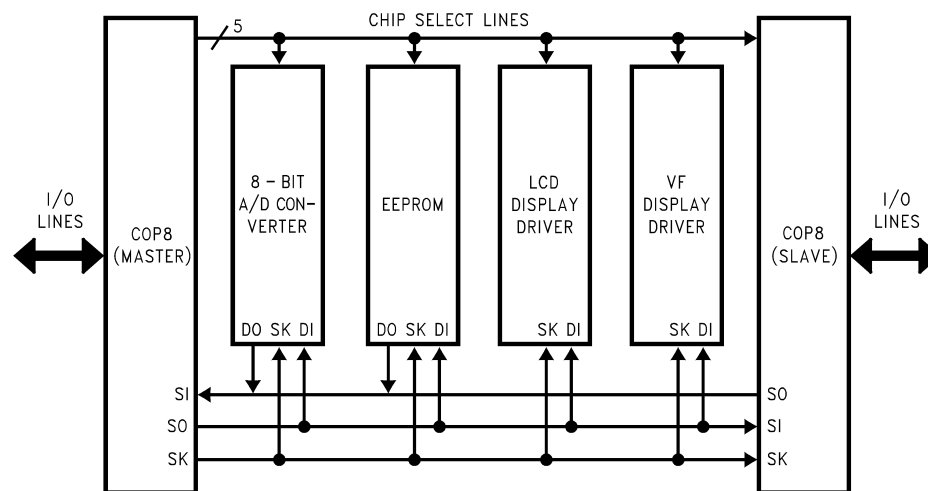 5
CHIP SELECT LINES
I/O
LINES
COP8
(MASTER)
8 – BIT
A/D CON-
VERTER
EEPROM
LCD
DISPLAY
DRIVER
VF
DISPLAY
DRIVER
COP8
(SLAVE)
I/O
LINES
DO SK DI
DO SK DI
SK DI
SK DI
SI
SO
SO
SI
SK
SK